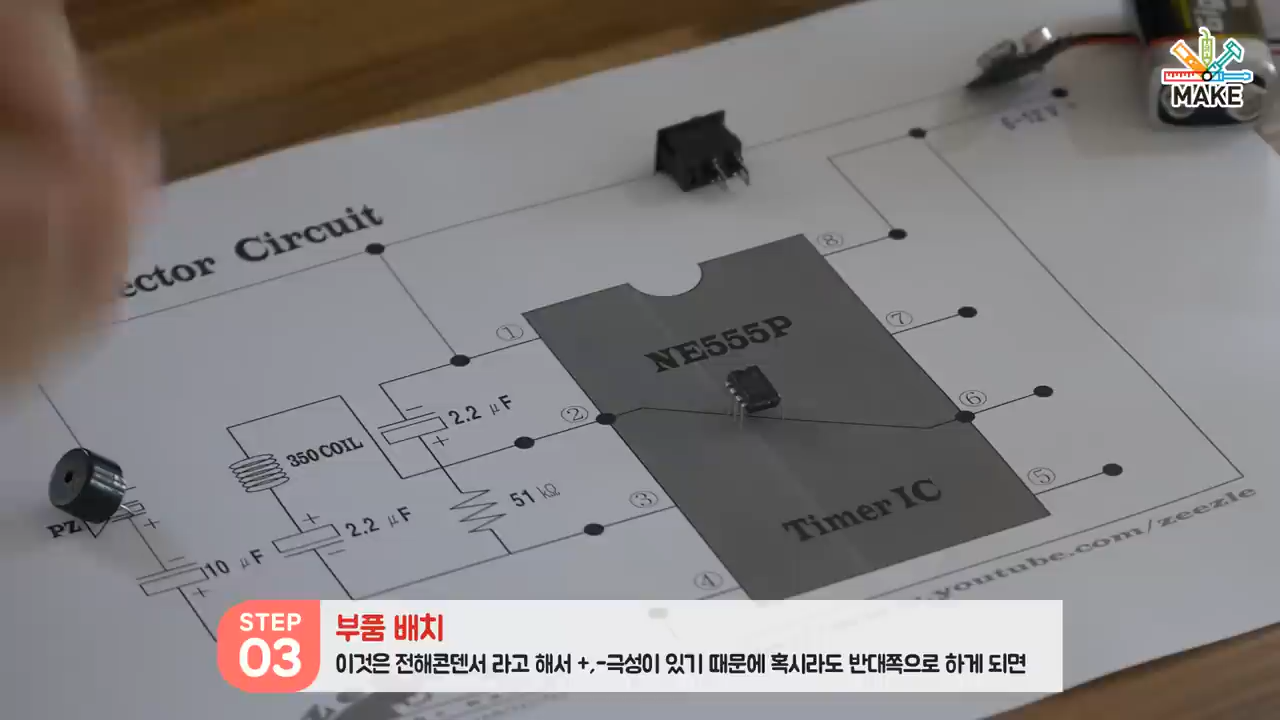 MAKE
6-12 V
ector Circuit
⑧
NE555P
⑦
①
2.2 μF
⑥
②
350 COIL
⑤
51 kΩ
③
Timer IC
2.2 μF
PZ
10 μF
④
.youtube.com/zeezle
STEP
03
부품 배치
이것은 전해콘덴서 라고 해서 +,-극성이 있기 때문에 혹시라도 반대쪽으로 하게 되면